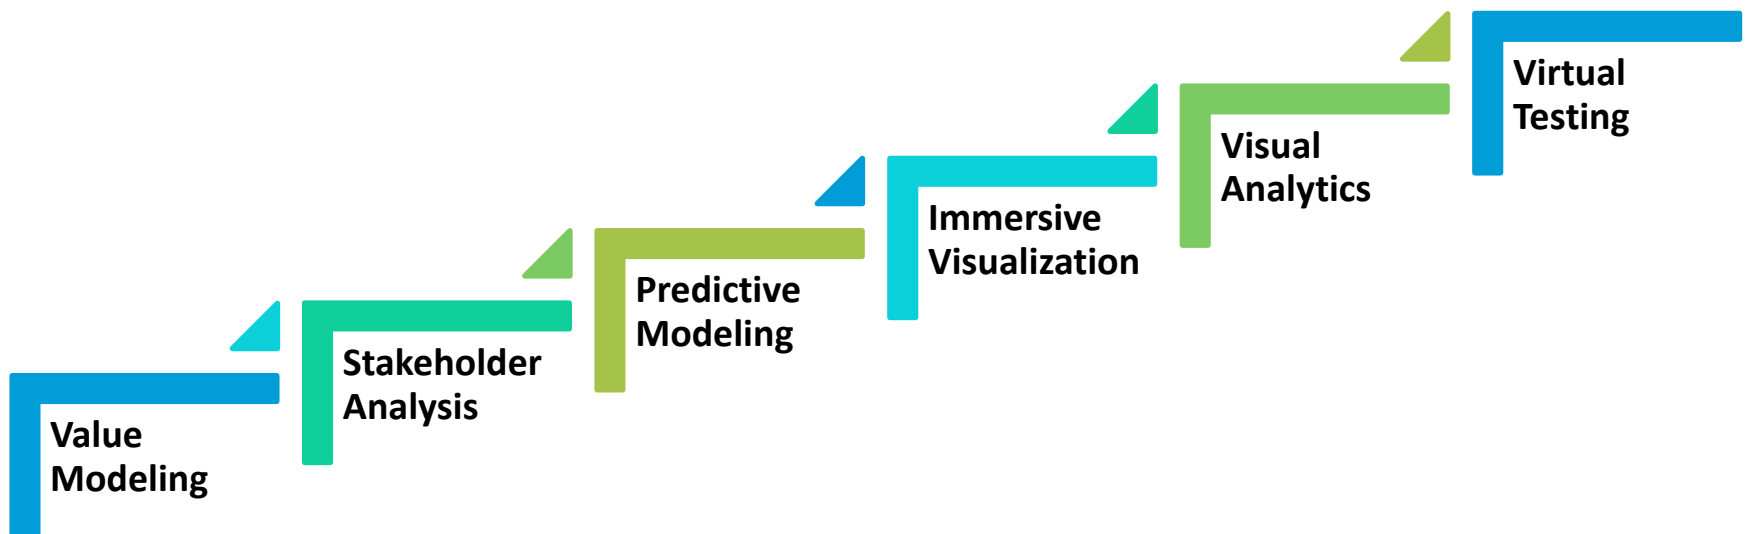 Value
Modeling
Stakeholder
Analysis
Predictive
Modeling
Immersive
Visualization
Visual
Analytics
Virtual
Testing